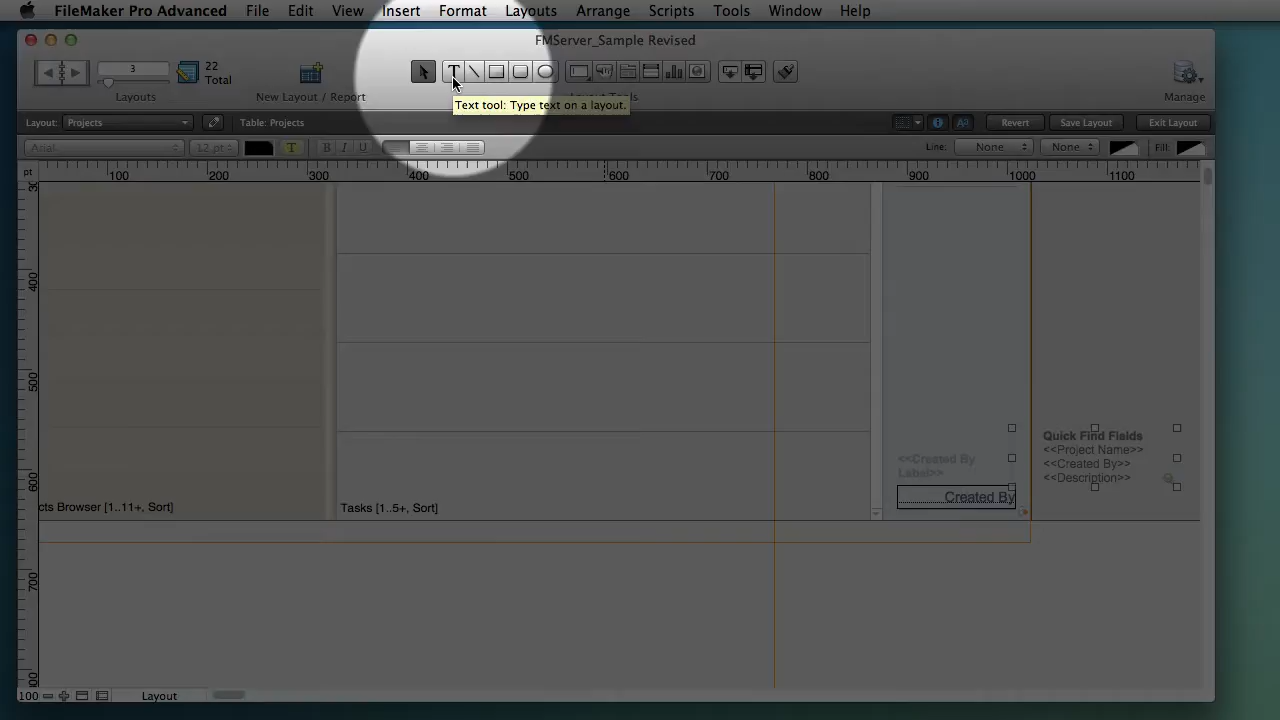 FileMaker Pro Advanced File Edit View Insert Format Layouts Arrange Scripts Tools Window Help
FMServer_Sample Revised
3
22
Total
Layouts
New Layout / Report
Manage
Text tool: Type text on a layout.
Layout: Projects
Table: Projects
Revert
Save Layout
Exit Layout
Arial
12 pt
T
B I U
Line: None None Fill:
pt
100 200 300 400 500 600 700 800 900 1000 1100
400
500
600
700
<<Created By
Label>>
Created By
Quick Find Fields
<<Project Name>>
<<Created By>>
<<Description>>
cts Browser [1..11+, Sort]
Tasks [1..5+, Sort]
100
Layout